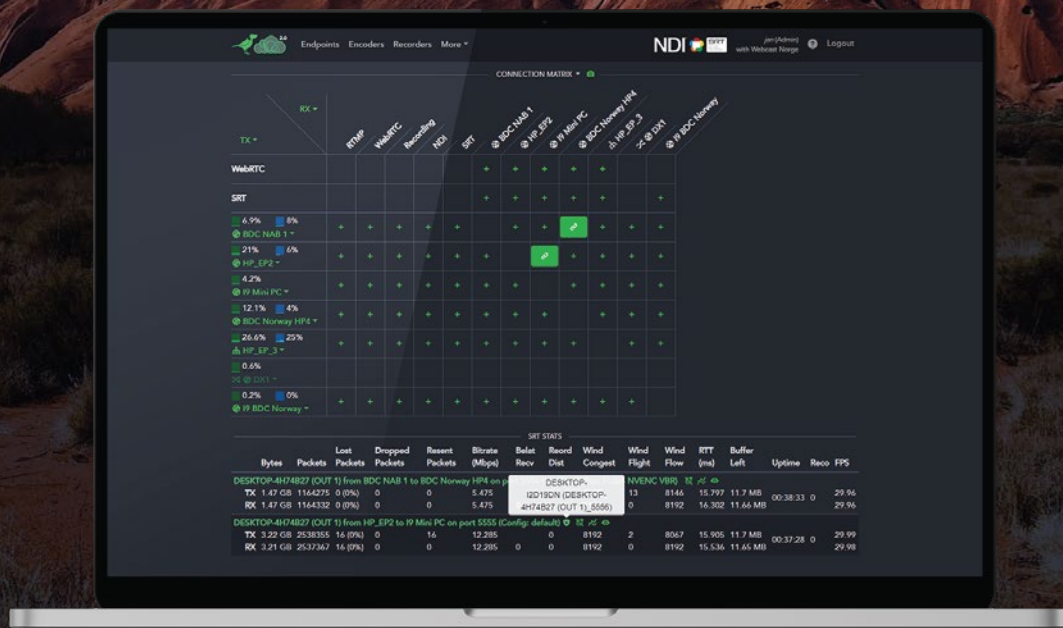 2.0
Endpoints Encoders Recorders More
NDI SRT
jan (Admin)
with Webcast Norge
? Logout
CONNECTION MATRIX
RX
TX
RTMP
WebRTC
Recording
NDI
SRT
BDC NAB 1
HP_EP2
I9 Mini PC
BDC Norway HP4
HP_EP_3
DX1
I9 BDC Norway
WebRTC + + + + +
SRT + + + + + +
6.9% 8%
BDC NAB 1
21% 6%
HP_EP2
4.2%
I9 Mini PC
12.1% 4%
BDC Norway HP4
26.6% 25%
HP_EP_3
0.6%
DX1
0.2% 0%
I9 BDC Norway
SRT STATS
Bytes Packets Lost Packets Dropped Packets Resent Packets Bitrate (Mbps) Belat Recv Reord Dist Wind Congest Wind Flight Wind Flow RTT (ms) Buffer Left Uptime Reco FPS
DESKTOP-4H74B27 (OUT 1) from BDC NAB 1 to BDC Norway HP4 on p NVENC VBR)
TX 1.47 GB 1164275 0 (0%) 0 0 5.475 13 8146 15.797 11.7 MB 29.96
00:38:33 0
RX 1.47 GB 1164332 0 (0%) 0 0 5.475 0 8192 16.302 11.66 MB 29.96
DESKTOP-
I2D19DN (DESKTOP-
4H74B27 (OUT 1)_5556)
DESKTOP-4H74B27 (OUT 1) from HP_EP2 to I9 Mini PC on port 5555 (Config: default)
TX 3.22 GB 2538355 16 (0%) 0 16 12.285 0 8192 2 8067 15.905 11.7 MB 29.99
00:37:28 0
RX 3.21 GB 2537367 16 (0%) 0 0 12.285 0 0 8192 0 8192 15.536 11.65 MB 29.98